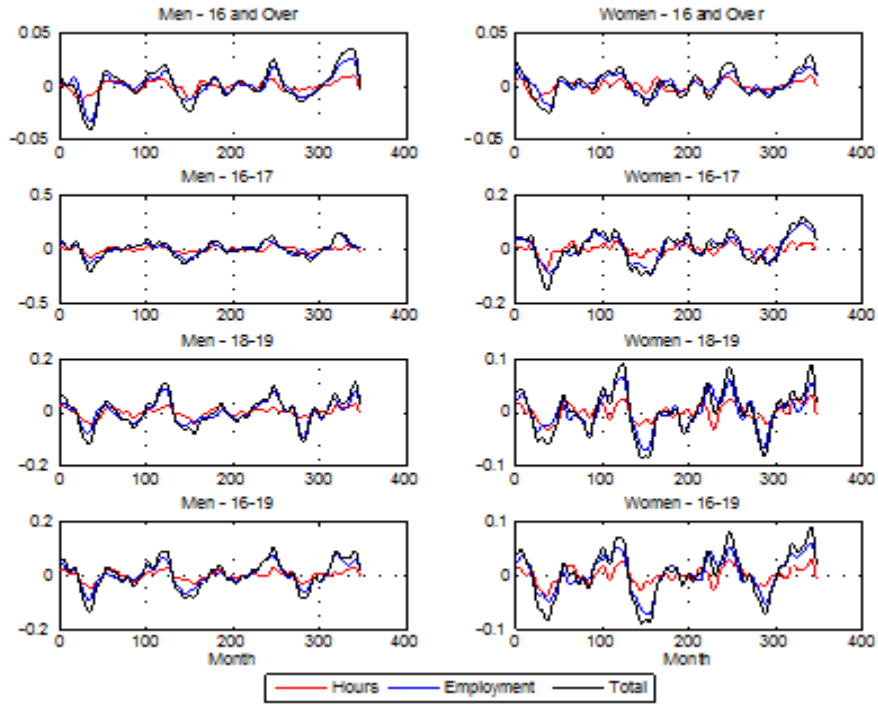 Men - 16 and Over
0.05
0
-0.05
0 100 200 300 400
Women - 16 and Over
0.05
0
-0.05
0 100 200 300 400
Men - 16-17
0.5
0
-0.5
0 100 200 300 400
Women - 16-17
0.2
0
-0.2
0 100 200 300 400
Men - 18-19
0.2
0
-0.2
0 100 200 300 400
Women - 18-19
0.1
0
-0.1
0 100 200 300 400
Men - 16-19
0.2
0
-0.2
0 100 200 300 400
Month
Women - 16-19
0.1
0
-0.1
0 100 200 300 400
Month
Hours Employment Total